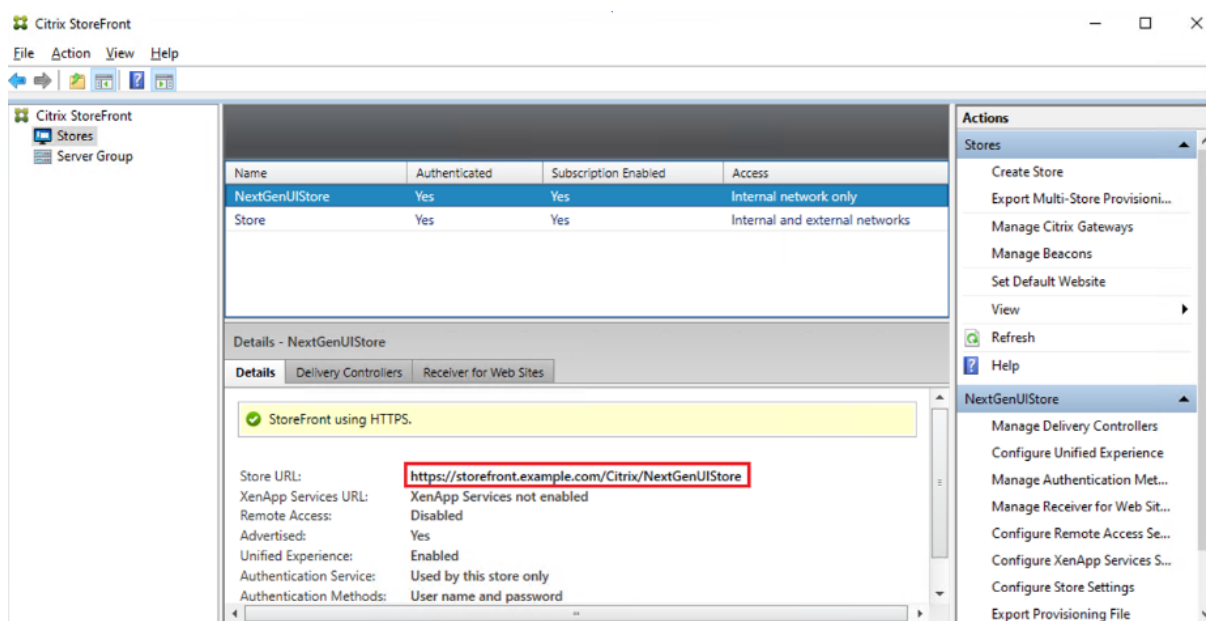 Citrix StoreFront
File Action View Help
Citrix StoreFront
Stores
Server Group
Name Authenticated Subscription Enabled Access
NextGenUIStore Yes Yes Internal network only
Store Yes Yes Internal and external networks
Details - NextGenUIStore
Details Delivery Controllers Receiver for Web Sites
StoreFront using HTTPS.
Store URL: https://storefront.example.com/Citrix/NextGenUIStore
XenApp Services URL: XenApp Services not enabled
Remote Access: Disabled
Advertised: Yes
Unified Experience: Enabled
Authentication Service: Used by this store only
Authentication Methods: User name and password
Actions
Stores
Create Store
Export Multi-Store Provisioni...
Manage Citrix Gateways
Manage Beacons
Set Default Website
View
Refresh
Help
NextGenUIStore
Manage Delivery Controllers
Configure Unified Experience
Manage Authentication Met...
Manage Receiver for Web Sit...
Configure Remote Access Se...
Configure XenApp Services S...
Configure Store Settings
Export Provisioning File